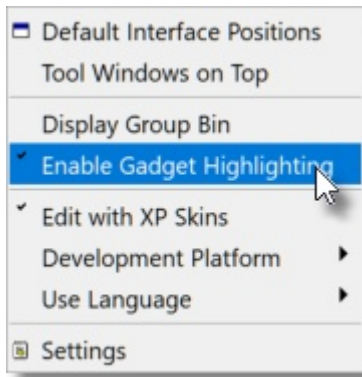 Default Interface Positions
Tool Windows on Top
Display Group Bin
Enable Gadget Highlighting
Edit with XP Skins
Development Platform
Use Language
Settings